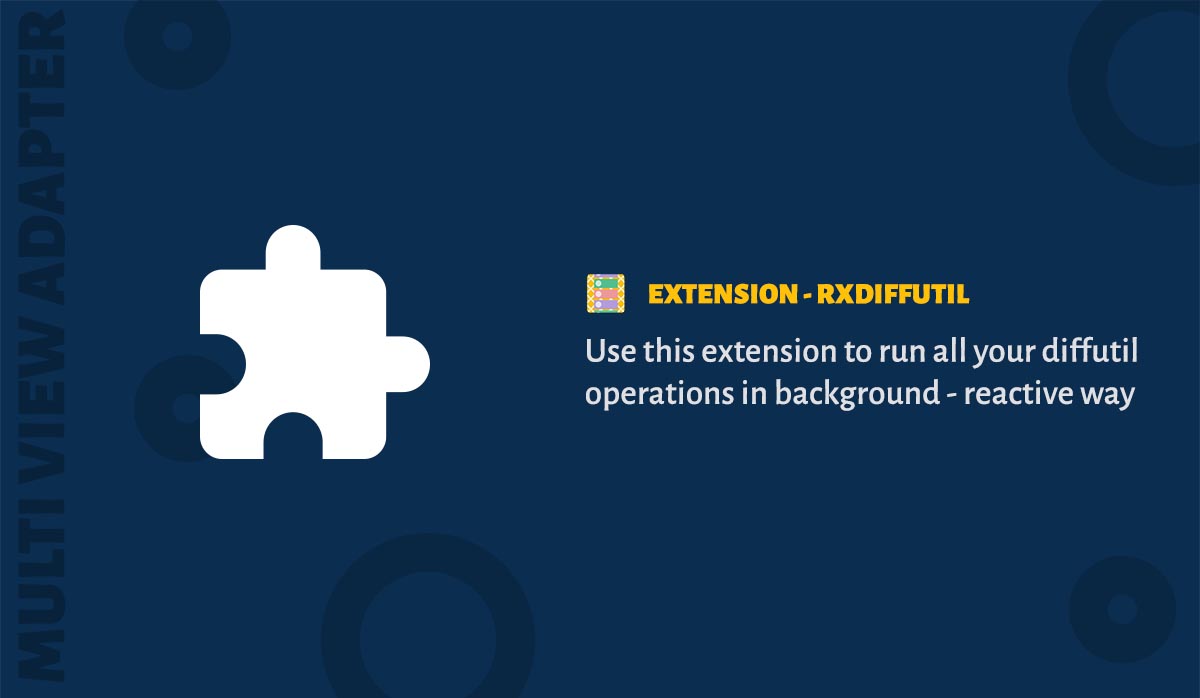 MULTI VIEW ADAPTER
EXTENSION - RXDIFFUTIL
Use this extension to run all your diffutil
operations in background - reactive way